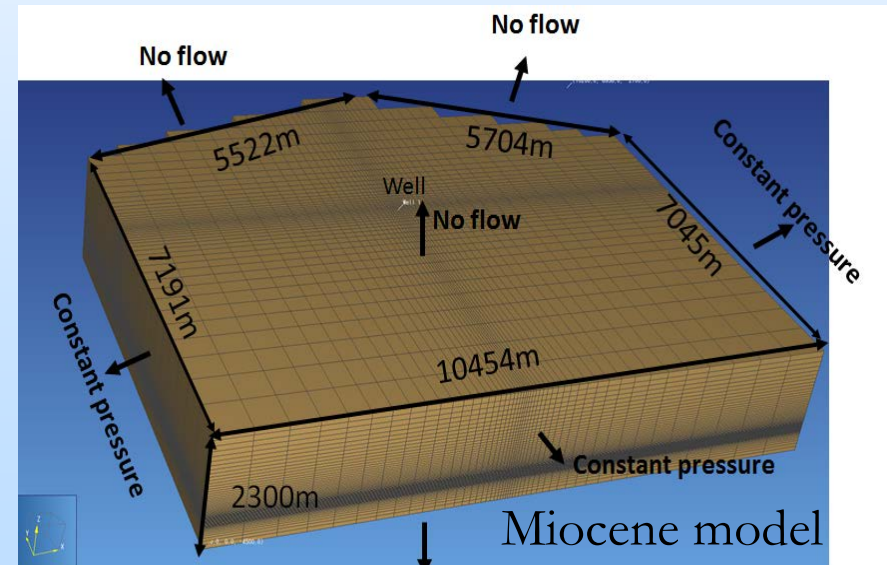 No flow
No flow
5522m
5704m
Constant pressure
Well
No flow
7045m
7191m
Constant pressure
10454m
Constant pressure
2300m
Miocene model